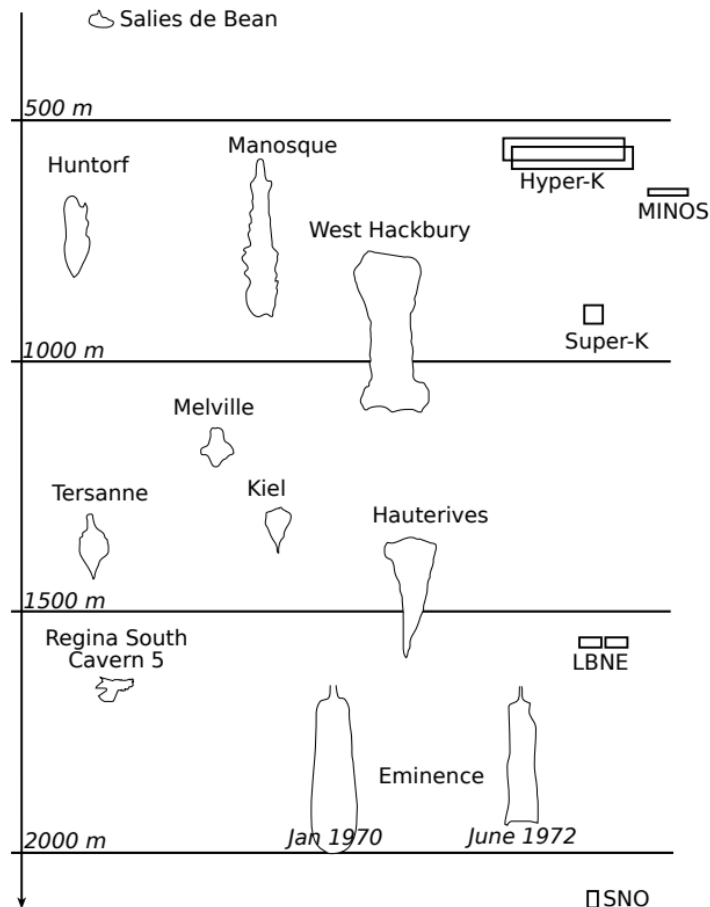 Salies de Bean
500 m
Huntorf
Manosque
Hyper-K
MINOS
West Hackbury
Super-K
1000 m
Melville
Tersanne
Kiel
Hauterives
1500 m
Regina South
Cavern 5
LBNE
Eminence
Jan 1970
June 1972
2000 m
SNO